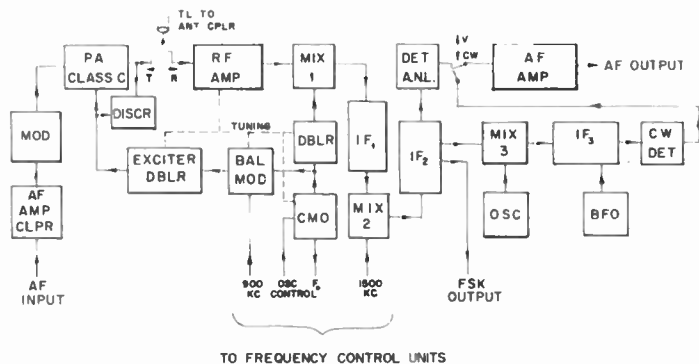 TL TO
ANT CPLR
PA
CLASS C
T
R
RF
AMP
MIX
1
DET
ANL.
V
CW
AF
AMP
AF OUTPUT
MOD
DISCR
TUNING
DBLR
IF₁
IF₂
MIX
3
IF₃
CW
DET
EXCITER
DBLR
BAL
MOD
AF
AMP
CLPR
CMO
MIX
2
OSC
BFO
AF
INPUT
900
KC
OSC
CONTROL
F₀
1500
KC
FSK
OUTPUT
TO FREQUENCY CONTROL UNITS